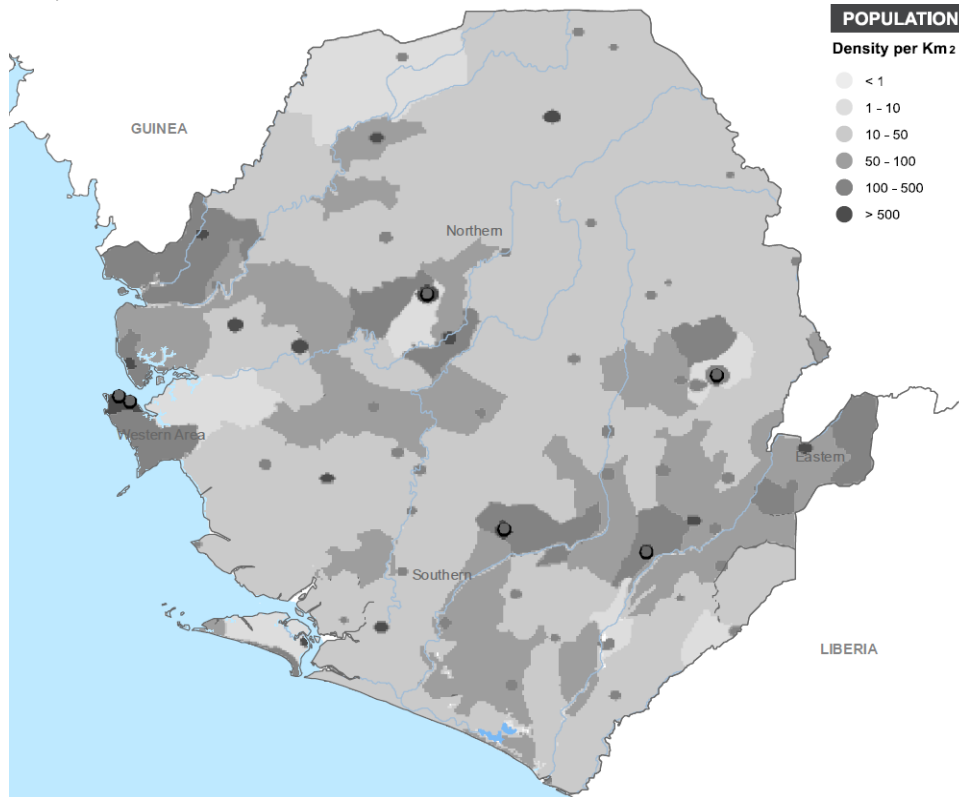 POPULATION
Density per Km2
< 1
1 - 10
10 - 50
50 - 100
100 - 500
> 500
GUINEA
Northern
Western Area
Eastern
Southern
LIBERIA